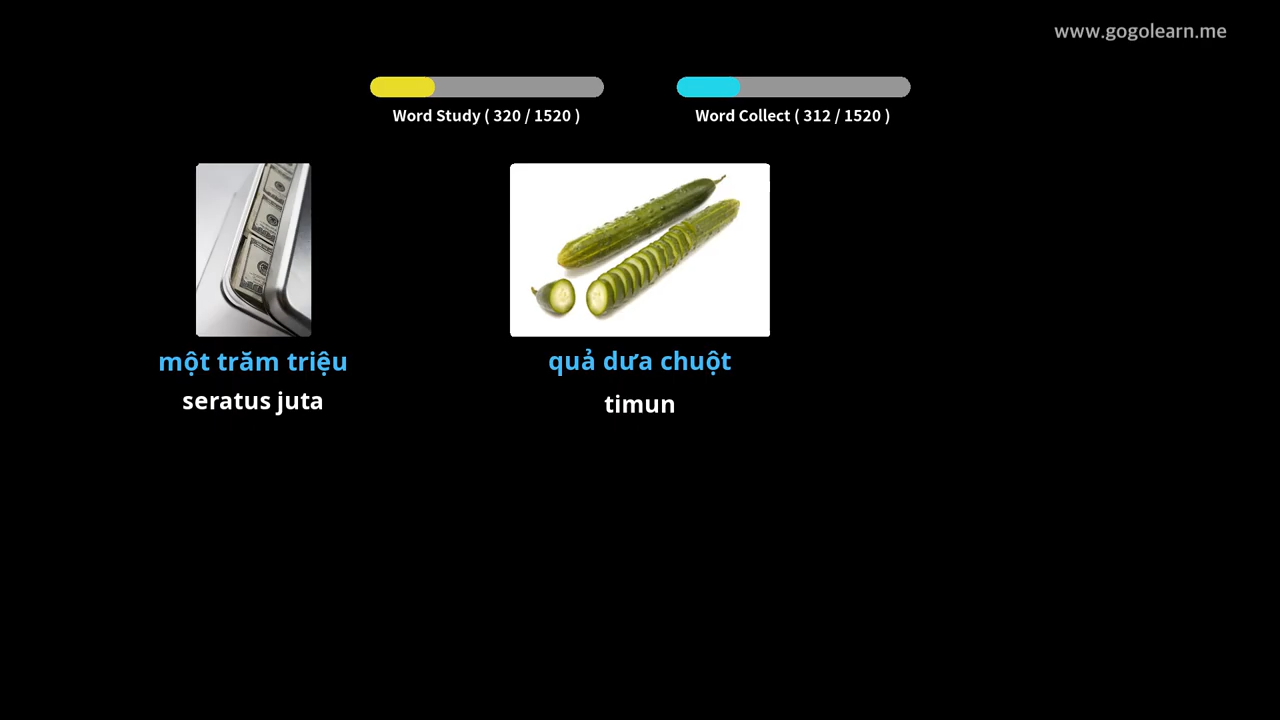 www.gogolearn.me
Word Study ( 320 / 1520 )
Word Collect ( 312 / 1520 )
một trăm triệu
seratus juta
quả dưa chuột
timun